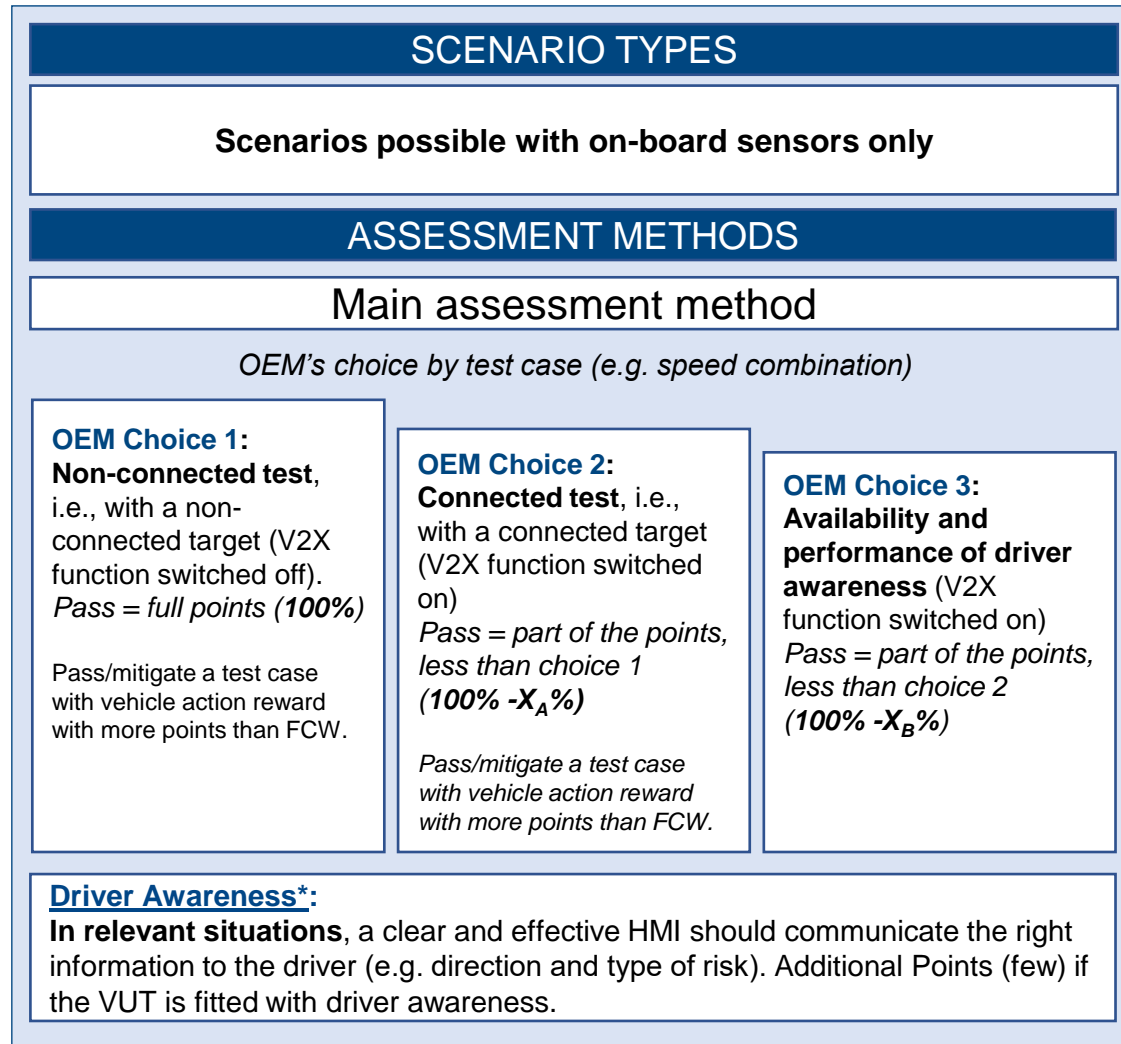 SCENARIO TYPES
Scenarios possible with on-board sensors only
ASSESSMENT METHODS
Main assessment method
OEM's choice by test case (e.g. speed combination)
OEM Choice 1:
Non-connected test,
i.e., with a non-
connected target (V2X
function switched off).
Pass = full points (100%)
Pass/mitigate a test case
with vehicle action reward
with more points than FCW.
OEM Choice 2:
Connected test, i.e.,
with a connected target
(V2X function switched
on)
Pass = part of the points,
less than choice 1
(100% -XA%)
Pass/mitigate a test case
with vehicle action reward
with more points than FCW.
OEM Choice 3:
Availability and
performance of driver
awareness (V2X
function switched on)
Pass = part of the points,
less than choice 2
(100% -XB%)
Driver Awareness*:
In relevant situations, a clear and effective HMI should communicate the right
information to the driver (e.g. direction and type of risk). Additional Points (few) if
the VUT is fitted with driver awareness.